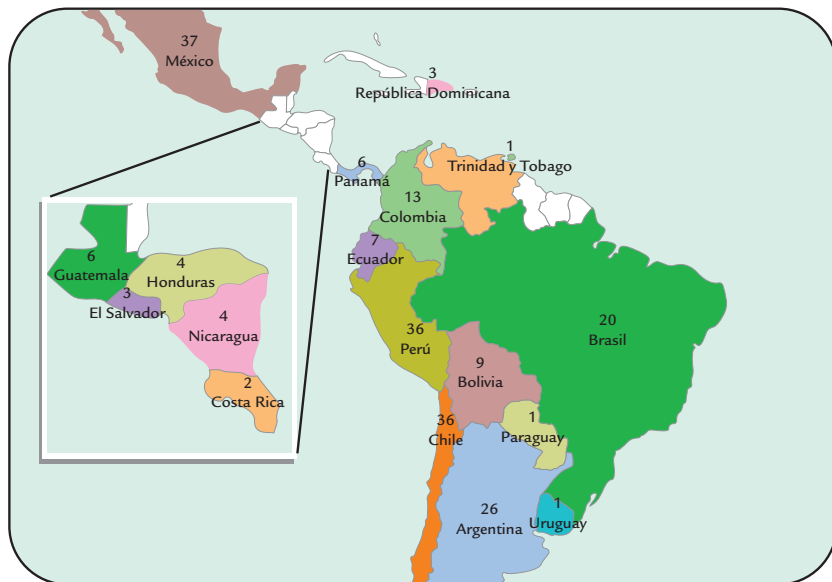 37
México
3
República Dominicana
1
Trinidad y Tobago
6
Panamá
13
Colombia
7
Ecuador
6
Guatemala
4
Honduras
3
El Salvador
4
Nicaragua
2
Costa Rica
36
Perú
20
Brasil
9
Bolivia
36
Chile
1
Paraguay
26
Argentina
1
Uruguay